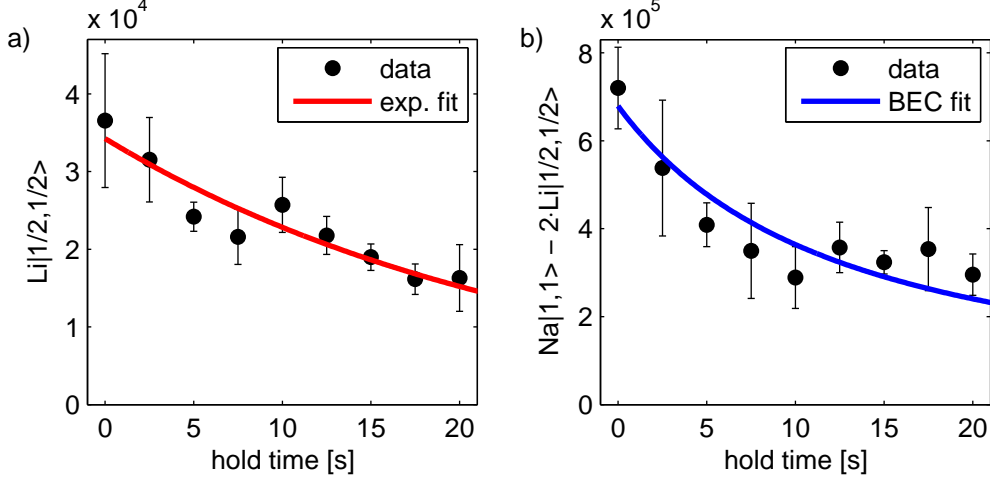 a)
x 10⁴
data
exp. fit
Li|1/2,1/2>
4
3
2
1
0
0 5 10 15 20
hold time [s]
b)
x 10⁵
data
BEC fit
Na|1,1> − 2·Li|1/2,1/2>
8
6
4
2
0
0 5 10 15 20
hold time [s]